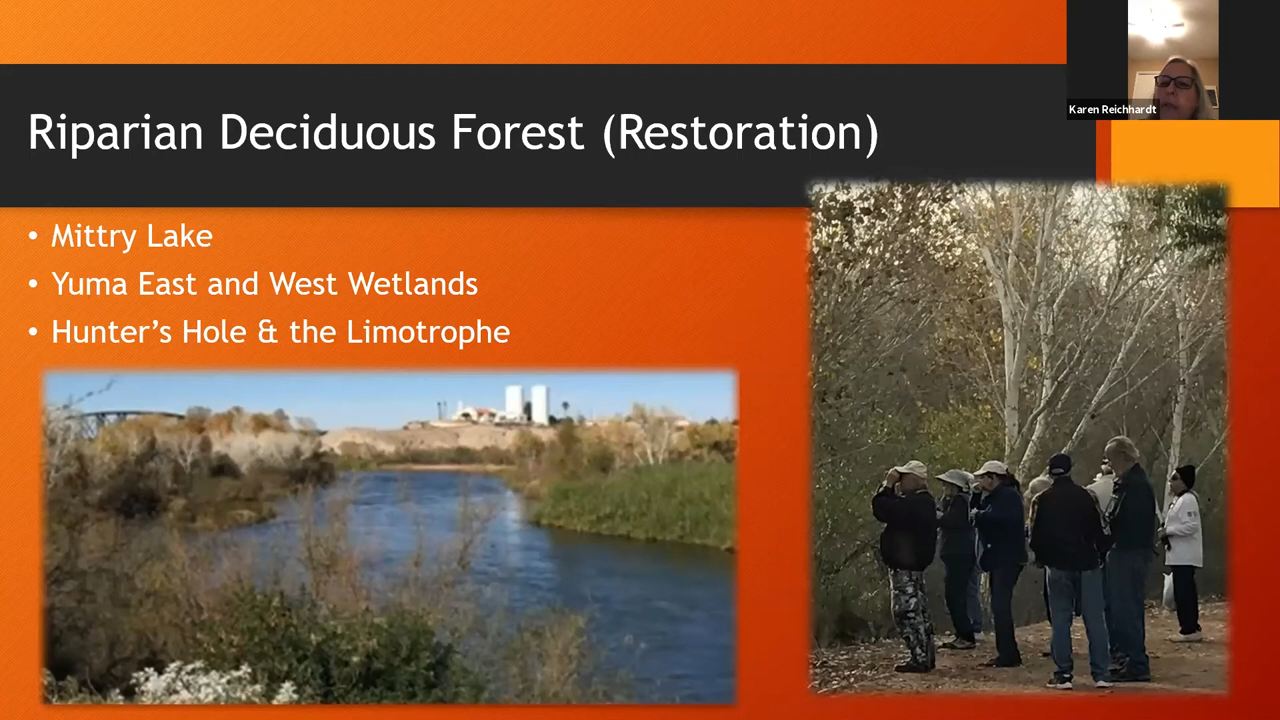 Karen Reichhardt
Riparian Deciduous Forest (Restoration)
• Mittry Lake
• Yuma East and West Wetlands
• Hunter’s Hole & the Limotrophe